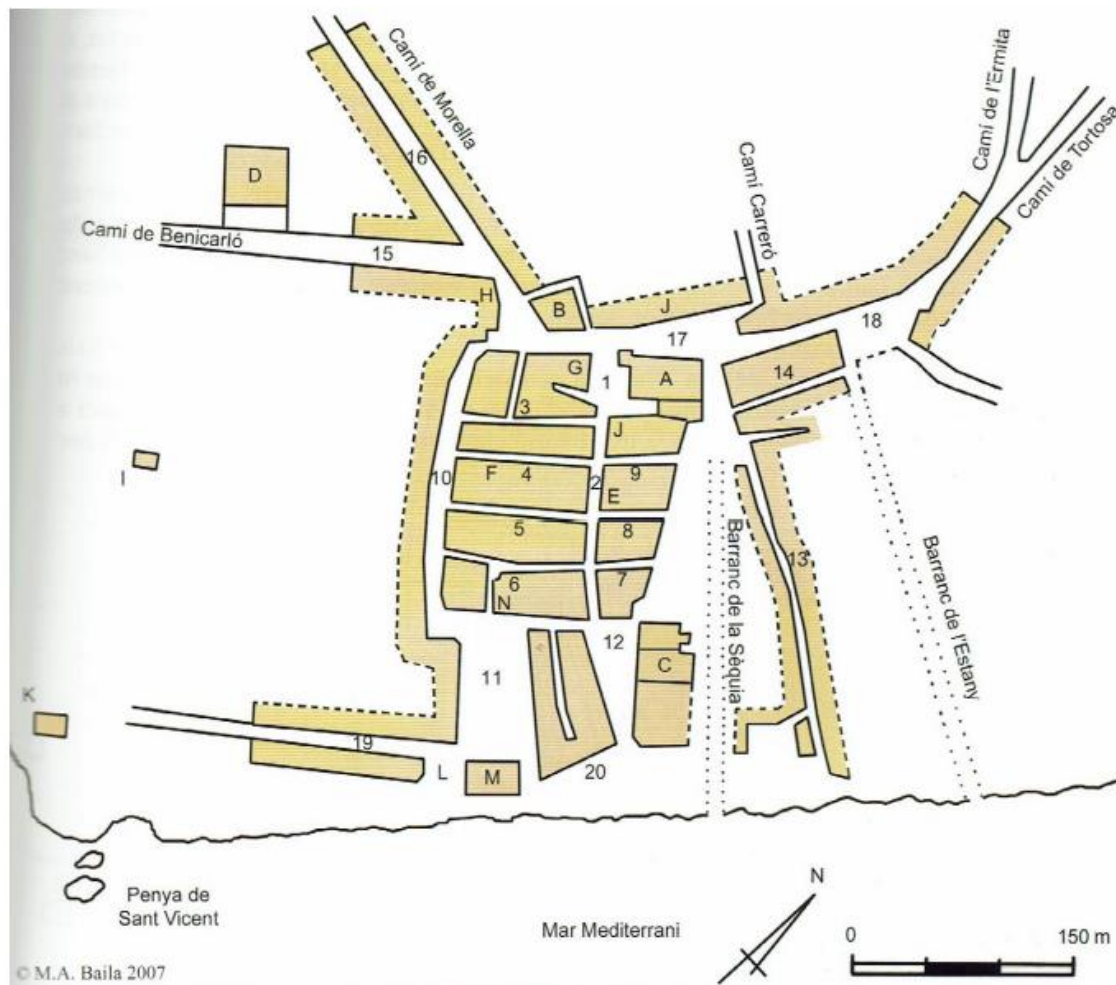 Camí de Morella
Camí de l'Ermita
Camí de Tortosa
Camí Carreró
16
D
Camí de Benicarló
15
H
B
J
17
18
G
1
A
14
3
J
I
10
F
4
2
9
E
5
8
Barranc de la Sèquia
13
Barranc de l'Estany
6
N
7
12
11
C
K
19
L
M
20
Penya de
Sant Vicent
Mar Mediterrani
N
0
150 m
© M.A. Baila 2007